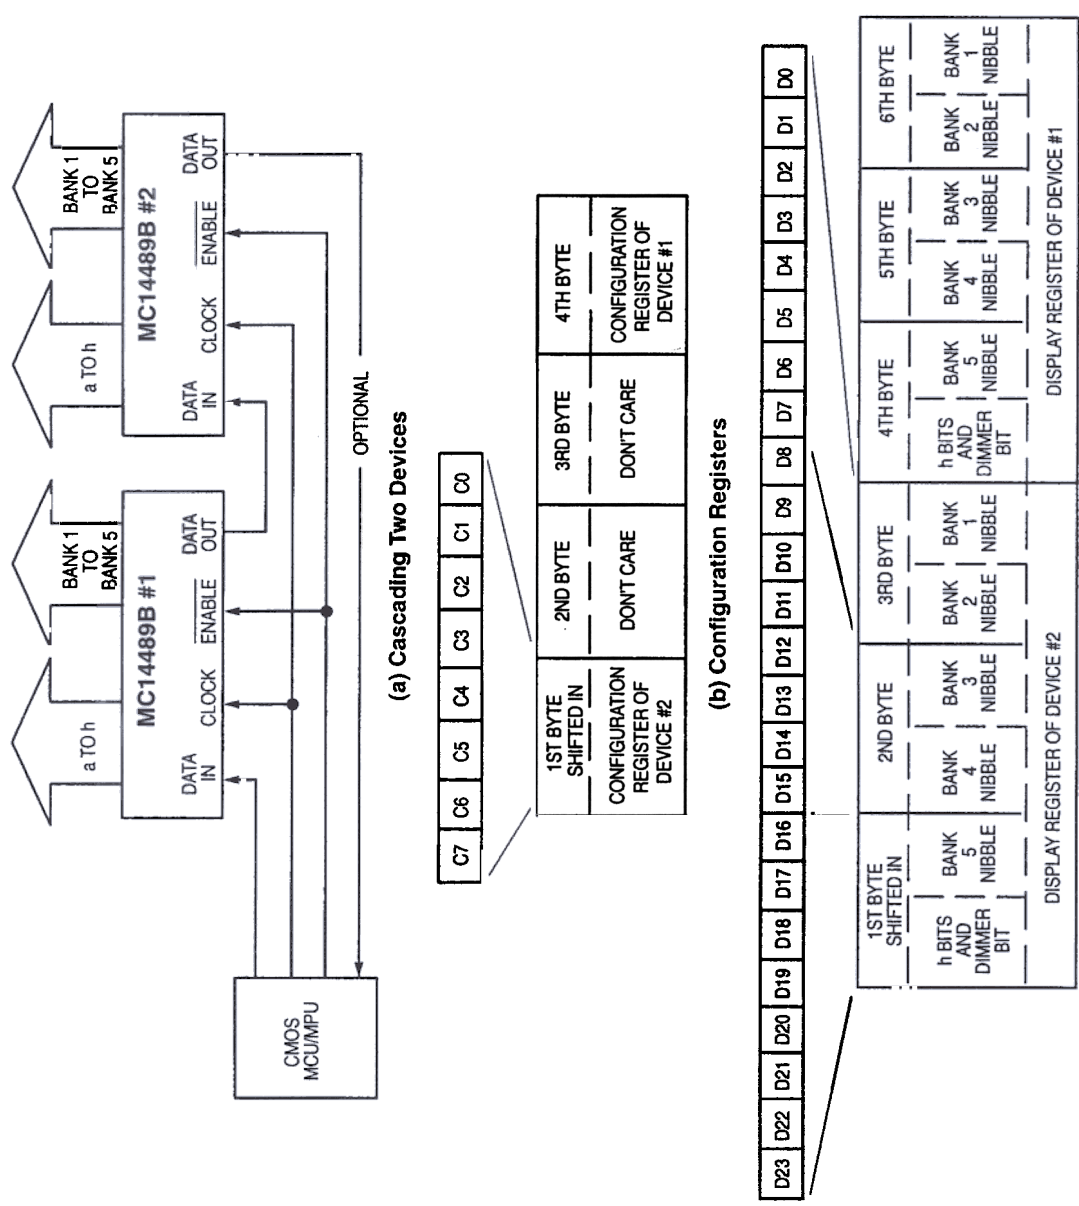 BANK 1
TO
BANK 5
a TO h
MC14489B #2
DATA
IN
CLOCK
ENABLE
DATA
OUT
BANK 1
TO
BANK 5
a TO h
MC14489B #1
DATA
IN
CLOCK
ENABLE
DATA
OUT
OPTIONAL
CMOS
MCU/MPU
(a) Cascading Two Devices
C7 C6 C5 C4 C3 C2 C1 C0
1ST BYTE
SHIFTED IN
CONFIGURATION
REGISTER OF
DEVICE #2
2ND BYTE
DON'T CARE
3RD BYTE
DON'T CARE
4TH BYTE
CONFIGURATION
REGISTER OF
DEVICE #1
(b) Configuration Registers
D23 D22 D21 D20 D19 D18 D17 D16 D15 D14 D13 D12 D11 D10 D9 D8 D7 D6 D5 D4 D3 D2 D1 D0
1ST BYTE
SHIFTED IN
h BITS
AND
DIMMER
BIT
BANK
5
NIBBLE
2ND BYTE
BANK
4
NIBBLE
BANK
3
NIBBLE
3RD BYTE
BANK
2
NIBBLE
BANK
1
NIBBLE
DISPLAY REGISTER OF DEVICE #2
4TH BYTE
h BITS
AND
DIMMER
BIT
BANK
5
NIBBLE
5TH BYTE
BANK
4
NIBBLE
BANK
3
NIBBLE
6TH BYTE
BANK
2
NIBBLE
BANK
1
NIBBLE
DISPLAY REGISTER OF DEVICE #1